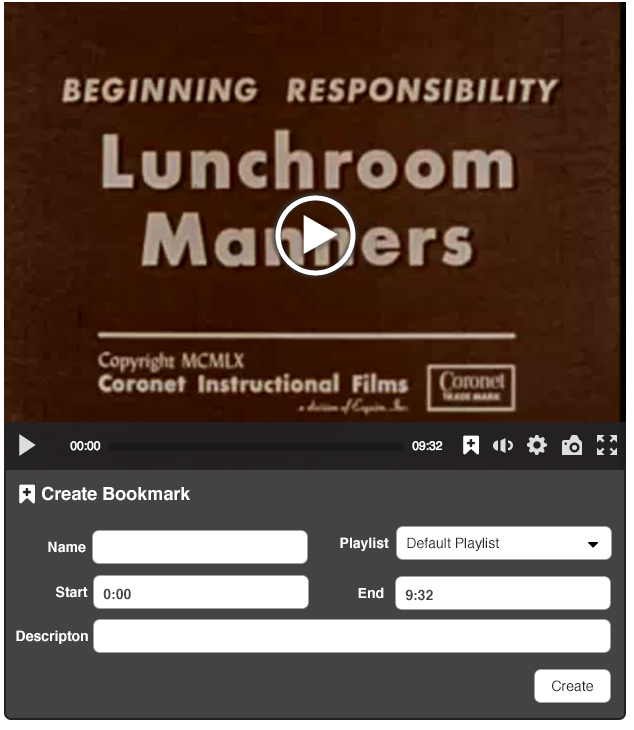 BEGINNING RESPONSIBILITY
Lunchroom
Manners
Copyright MCMLX
Coronet Instructional Films
a division of Esquire, Inc.
Coronet
TRADE MARK
00:00
09:32
Create Bookmark
Name
Playlist
Default Playlist
Start
0:00
End
9:32
Descripton
Create